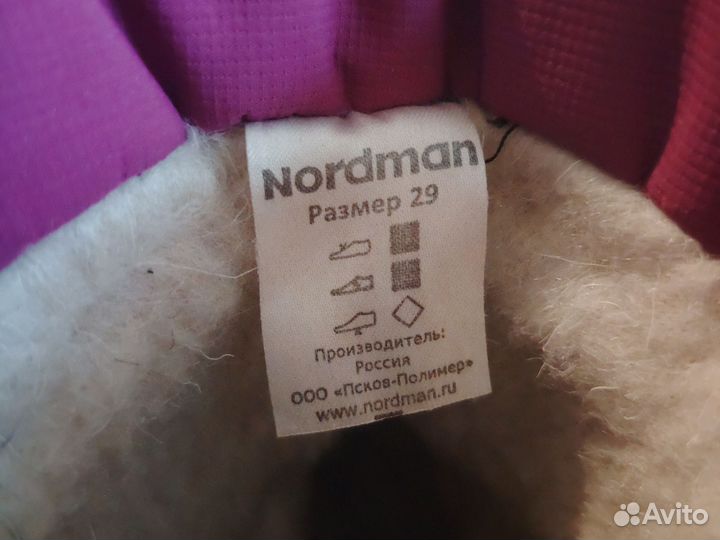 Nordman
Размер 29
Производитель:
Россия
ООО «Псков-Полимер»
www.nordman.ru
Avito